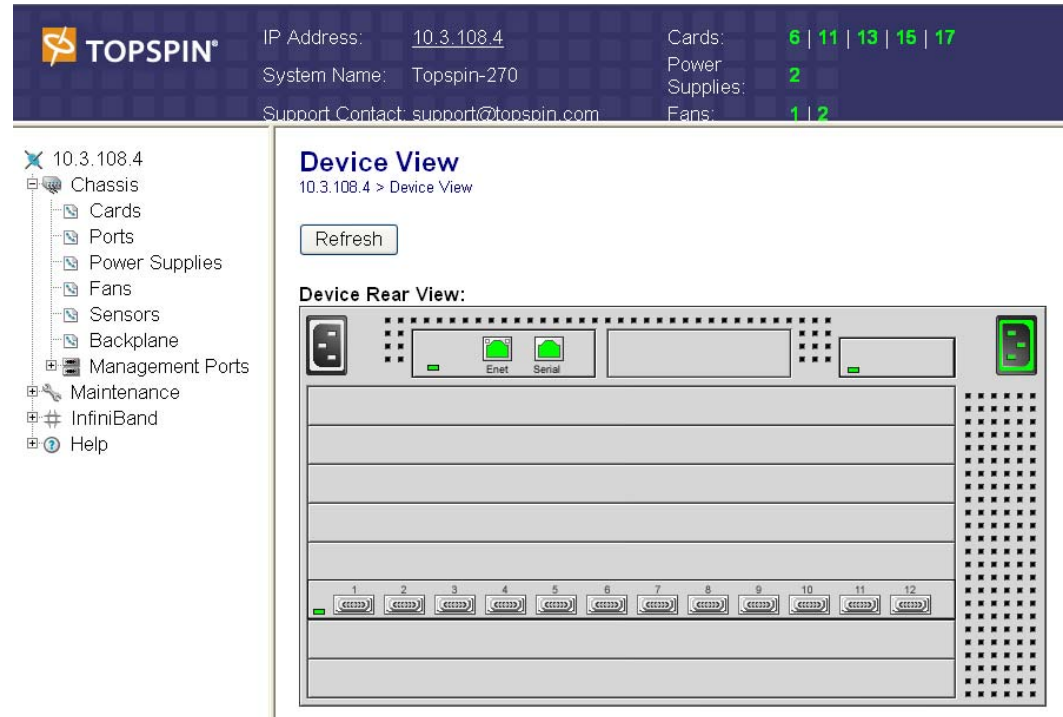 TOPSPIN®
IP Address: 10.3.108.4
System Name: Topspin-270
Support Contact: support@topspin.com
Cards: 6 | 11 | 13 | 15 | 17
Power Supplies: 2
Fans: 1 | 2
10.3.108.4
Chassis
Cards
Ports
Power Supplies
Fans
Sensors
Backplane
Management Ports
Maintenance
InfiniBand
Help
Device View
10.3.108.4 > Device View
Refresh
Device Rear View:
Enet Serial
1 2 3 4 5 6 7 8 9 10 11 12